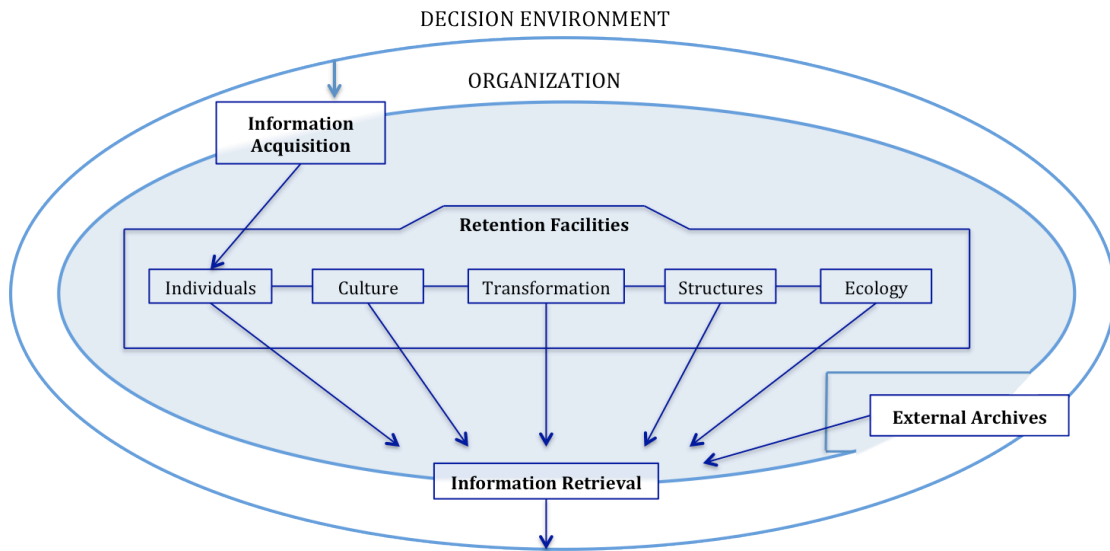 DECISION ENVIRONMENT
ORGANIZATION
Information
Acquisition
Retention Facilities
Individuals
Culture
Transformation
Structures
Ecology
External Archives
Information Retrieval